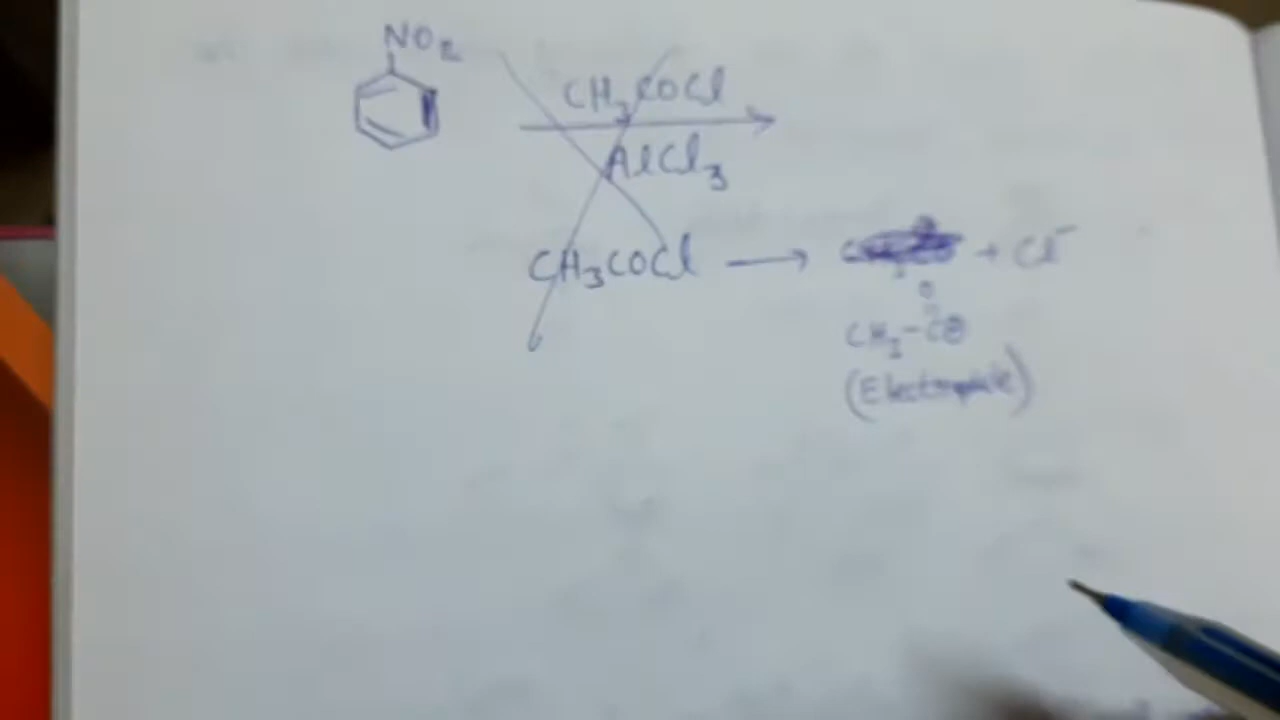 NO2
CH3COCl
AlCl3
CH3COCl → + Cl⁻
O
CH3-C⊕
(Electrophile)